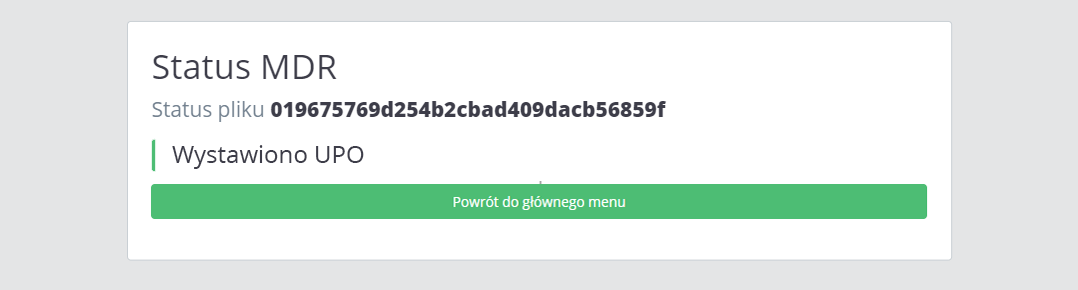 Status MDR
Status pliku 019675769d254b2cbad409dacb56859f
Wystawiono UPO
Powrót do głównego menu